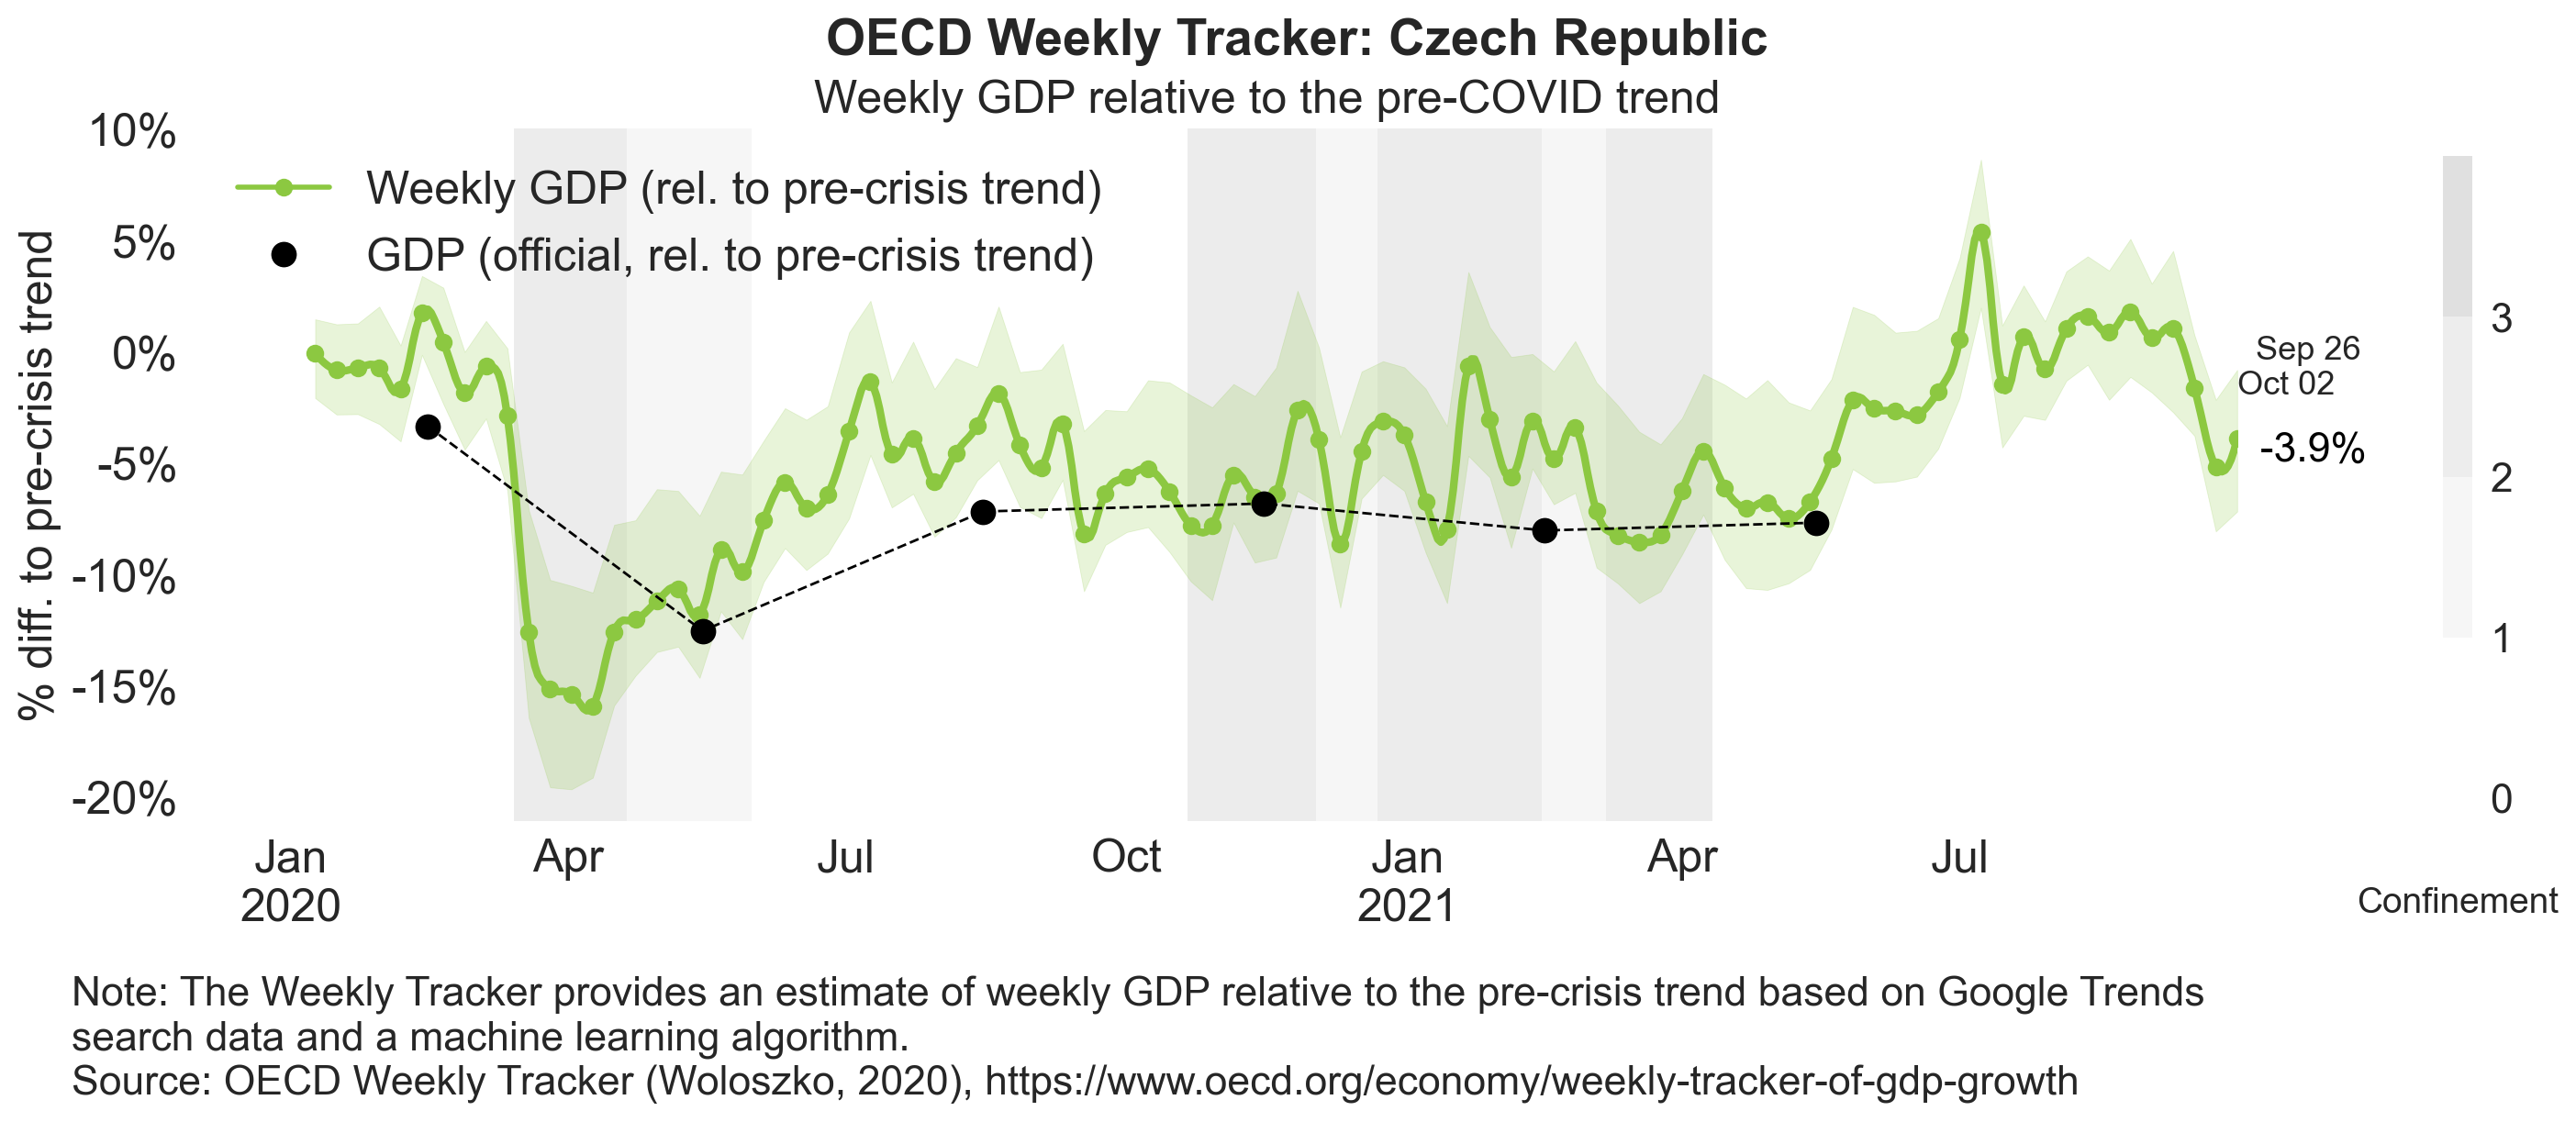 OECD Weekly Tracker: Czech Republic
Weekly GDP relative to the pre-COVID trend
10%
5%
0%
-5%
-10%
-15%
-20%
% diff. to pre-crisis trend
Weekly GDP (rel. to pre-crisis trend)
GDP (official, rel. to pre-crisis trend)
Sep 26
Oct 02
-3.9%
3
2
1
0
Confinement
Jan
2020
Apr
Jul
Oct
Jan
2021
Apr
Jul
Note: The Weekly Tracker provides an estimate of weekly GDP relative to the pre-crisis trend based on Google Trends
search data and a machine learning algorithm.
Source: OECD Weekly Tracker (Woloszko, 2020), https://www.oecd.org/economy/weekly-tracker-of-gdp-growth